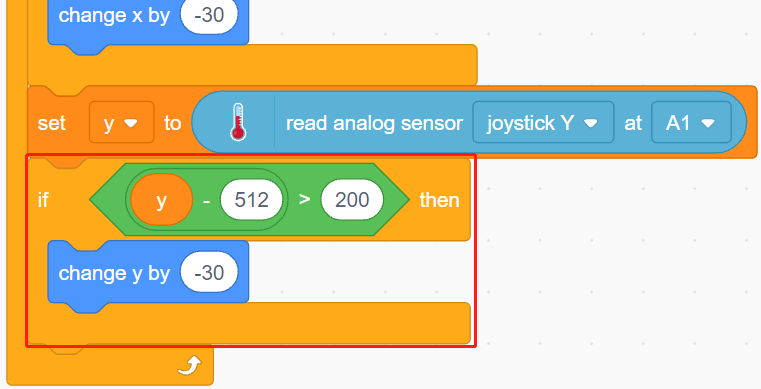 change x by -30
set y to read analog sensor joystick Y at A1
if y - 512 > 200 then
change y by -30